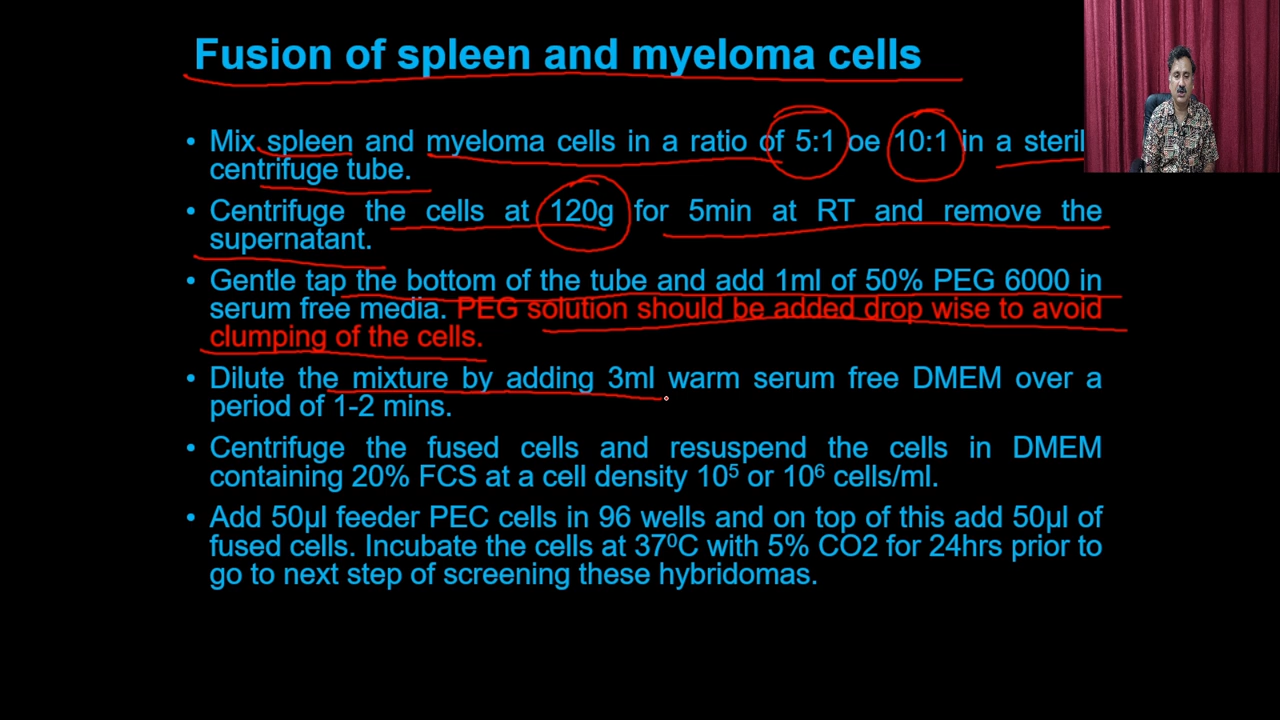 Fusion of spleen and myeloma cells
• Mix spleen and myeloma cells in a ratio of 5:1 oe 10:1 in a steril
centrifuge tube.
• Centrifuge the cells at 120g for 5min at RT and remove the
supernatant.
• Gentle tap the bottom of the tube and add 1ml of 50% PEG 6000 in
serum free media. PEG solution should be added drop wise to avoid
clumping of the cells.
• Dilute the mixture by adding 3ml warm serum free DMEM over a
period of 1-2 mins.
• Centrifuge the fused cells and resuspend the cells in DMEM
containing 20% FCS at a cell density 10⁵ or 10⁶ cells/ml.
• Add 50µl feeder PEC cells in 96 wells and on top of this add 50µl of
fused cells. Incubate the cells at 37⁰C with 5% CO2 for 24hrs prior to
go to next step of screening these hybridomas.